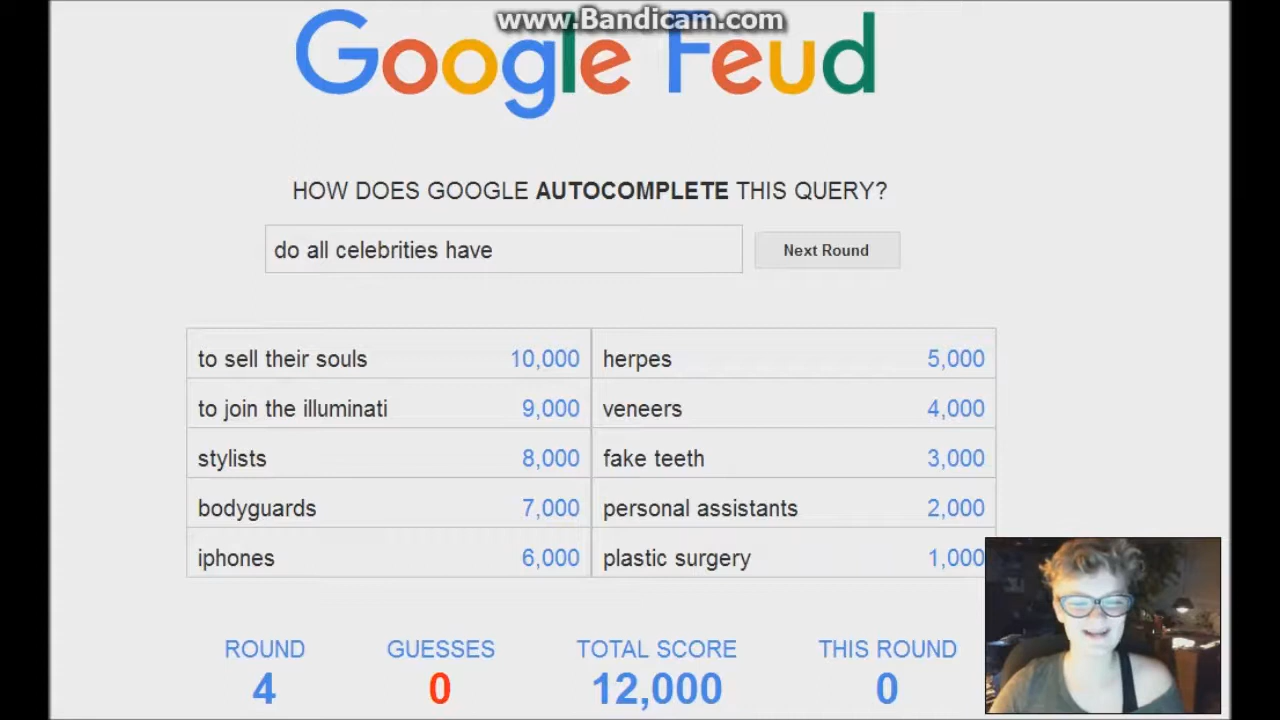 www.Bandicam.com
Google Feud
HOW DOES GOOGLE AUTOCOMPLETE THIS QUERY?
do all celebrities have
Next Round
to sell their souls 10,000
herpes 5,000
to join the illuminati 9,000
veneers 4,000
stylists 8,000
fake teeth 3,000
bodyguards 7,000
personal assistants 2,000
iphones 6,000
plastic surgery 1,000
ROUND GUESSES TOTAL SCORE THIS ROUND
4 0 12,000 0